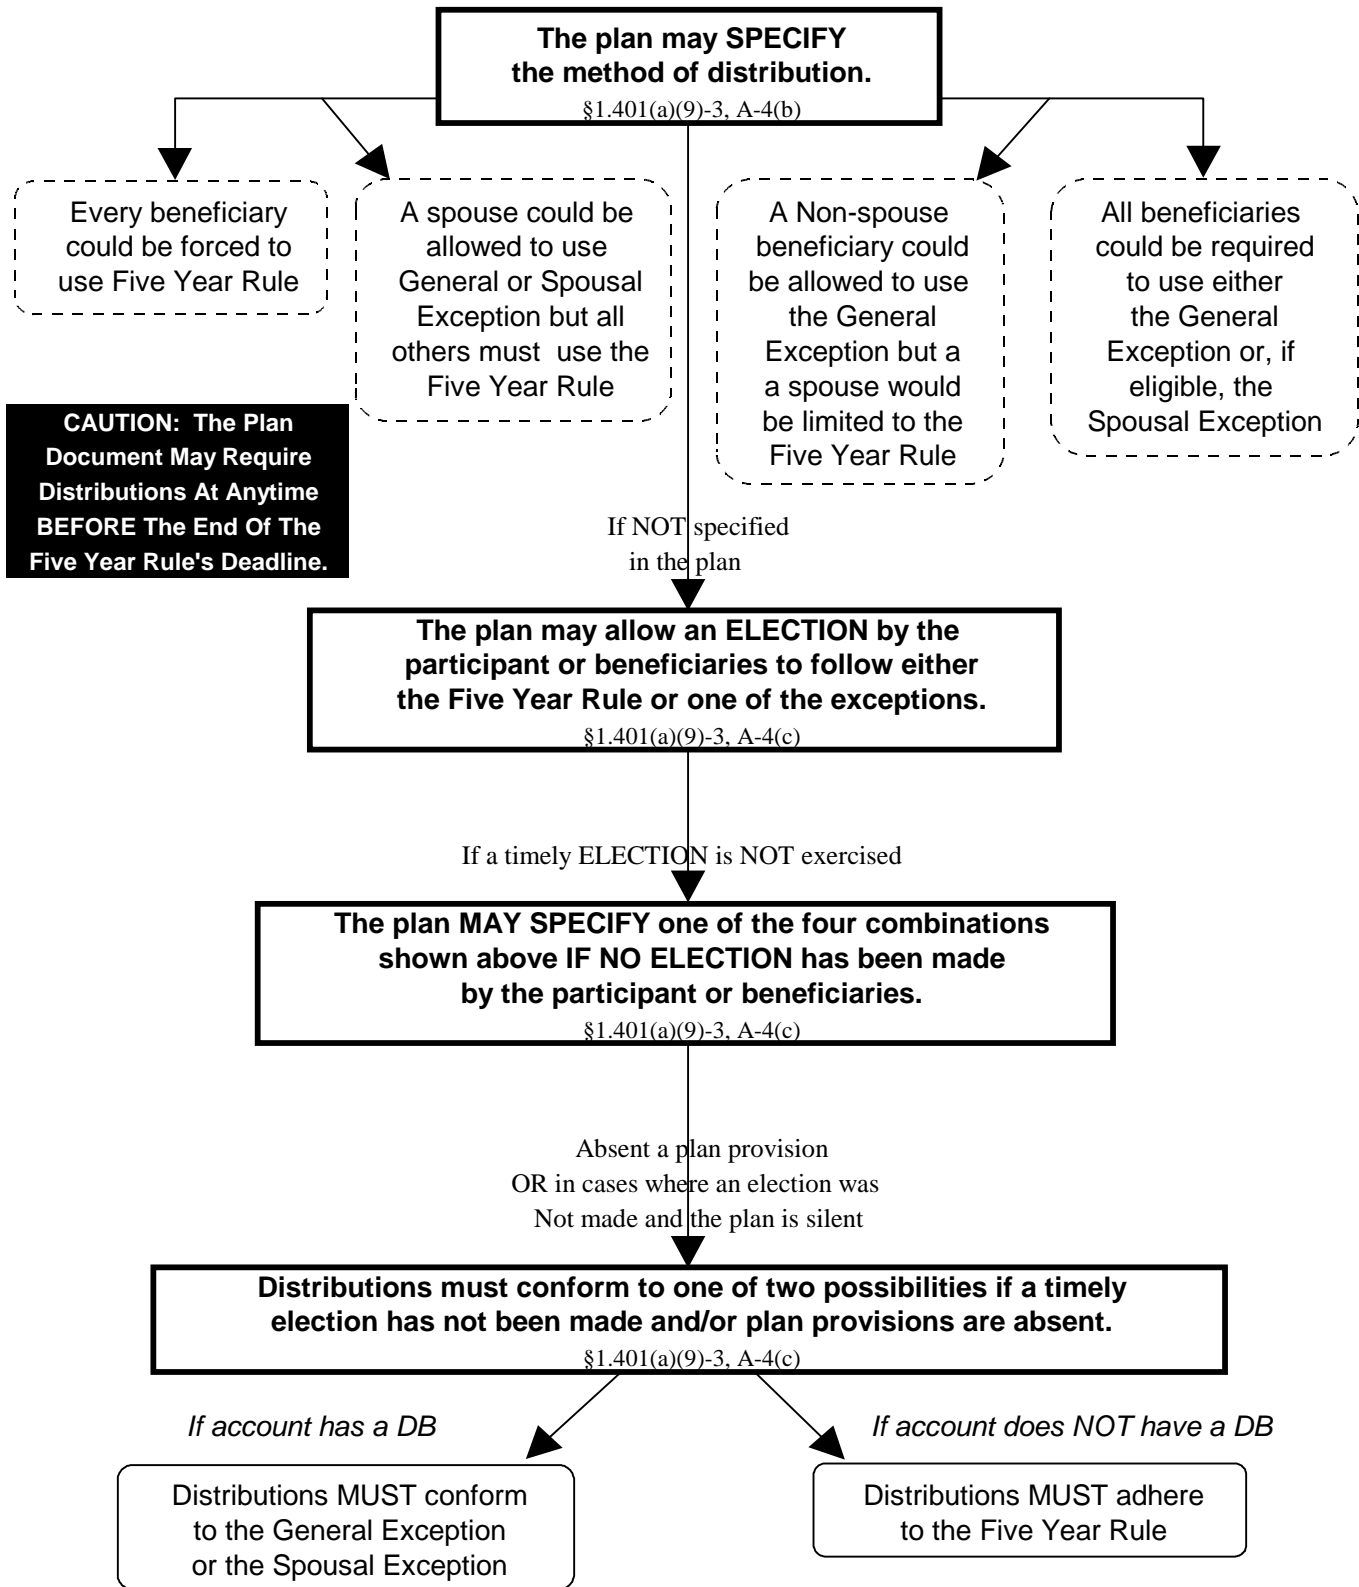 The plan may SPECIFY
the method of distribution.
§1.401(a)(9)-3, A-4(b)
Every beneficiary
could be forced to
use Five Year Rule
A spouse could be
allowed to use
General or Spousal
Exception but all
others must use the
Five Year Rule
A Non-spouse
beneficiary could
be allowed to use
the General
Exception but a
a spouse would
be limited to the
Five Year Rule
All beneficiaries
could be required
to use either
the General
Exception or, if
eligible, the
Spousal Exception
CAUTION: The Plan
Document May Require
Distributions At Anytime
BEFORE The End Of The
Five Year Rule's Deadline.
If NOT specified
in the plan
The plan may allow an ELECTION by the
participant or beneficiaries to follow either
the Five Year Rule or one of the exceptions.
§1.401(a)(9)-3, A-4(c)
If a timely ELECTION is NOT exercised
The plan MAY SPECIFY one of the four combinations
shown above IF NO ELECTION has been made
by the participant or beneficiaries.
§1.401(a)(9)-3, A-4(c)
Absent a plan provision
OR in cases where an election was
Not made and the plan is silent
Distributions must conform to one of two possibilities if a timely
election has not been made and/or plan provisions are absent.
§1.401(a)(9)-3, A-4(c)
If account has a DB
If account does NOT have a DB
Distributions MUST conform
to the General Exception
or the Spousal Exception
Distributions MUST adhere
to the Five Year Rule